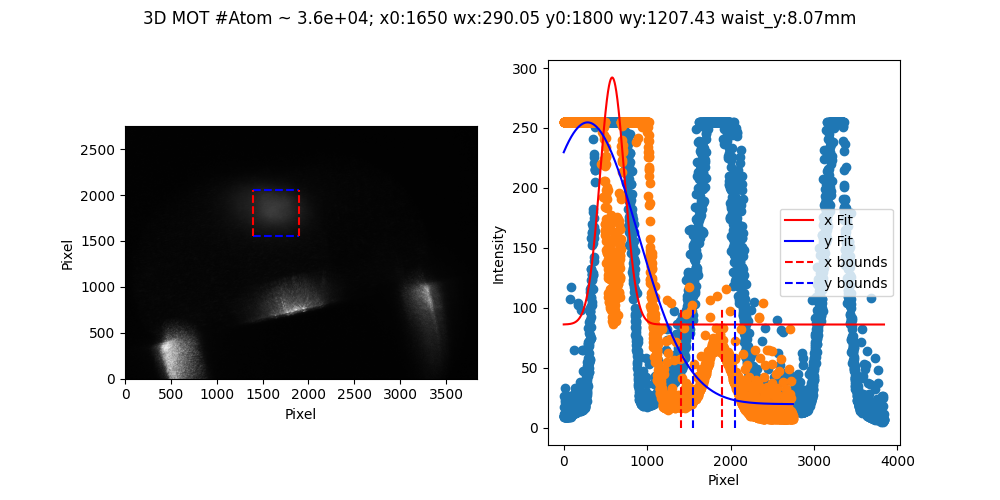 3D MOT #Atom ~ 3.6e+04; x0:1650 wx:290.05 y0:1800 wy:1207.43 waist_y:8.07mm
2500
2000
1500
1000
500
0
Pixel
0 500 1000 1500 2000 2500 3000 3500
Pixel
300
250
200
150
100
50
0
Intensity
x Fit
y Fit
x bounds
y bounds
0 1000 2000 3000 4000
Pixel